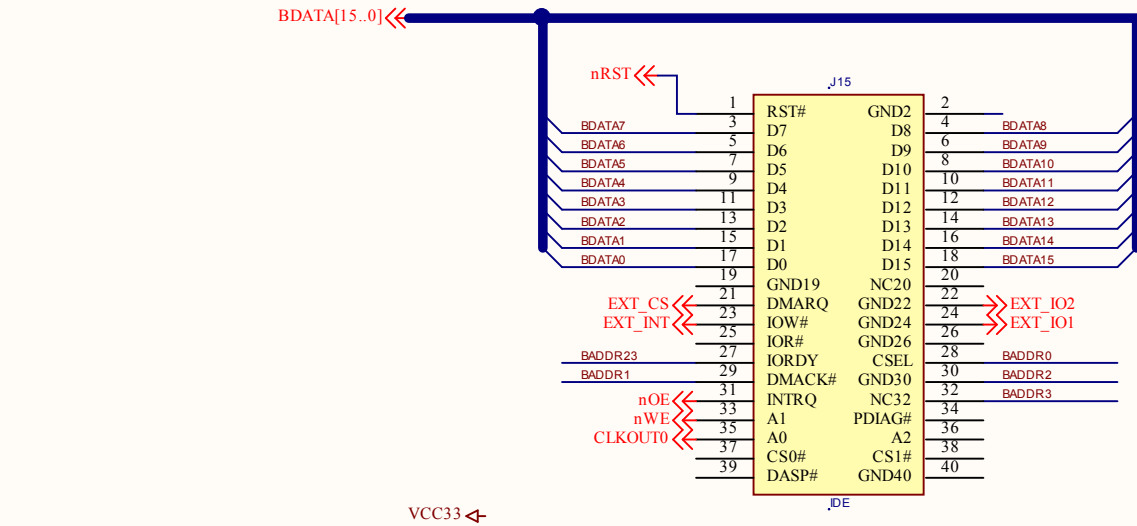 BDATA[15..0]
nRST
J15
1 RST# GND2 2
BDATA7 3 D7 D8 4 BDATA8
BDATA6 5 D6 D9 6 BDATA9
BDATA5 7 D5 D10 8 BDATA10
BDATA4 9 D4 D11 10 BDATA11
BDATA3 11 D3 D12 12 BDATA12
BDATA2 13 D2 D13 14 BDATA13
BDATA1 15 D1 D14 16 BDATA14
BDATA0 17 D0 D15 18 BDATA15
19 GND19 NC20 20
EXT_CS 21 DMARQ GND22 22 EXT_IO2
EXT_INT 23 IOW# GND24 24 EXT_IO1
25 IOR# GND26 26
BADDR23 27 IORDY CSEL 28 BADDR0
BADDR1 29 DMACK# GND30 30 BADDR2
nOE 31 INTRQ NC32 32 BADDR3
nWE 33 A1 PDIAG# 34
CLKOUT0 35 A0 A2 36
37 CS0# CS1# 38
39 DASP# GND40 40
IDE
VCC33